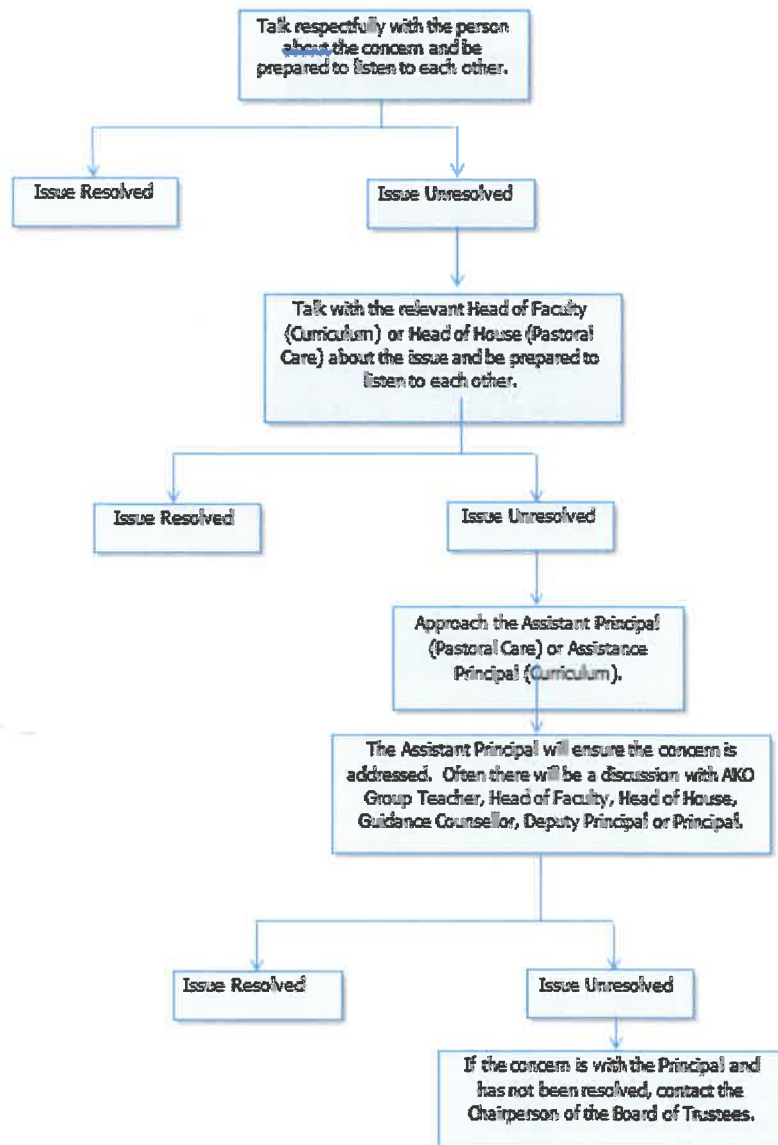 Talk respectfully with the person
about the concern and be
prepared to listen to each other.
Issue Resolved
Issue Unresolved
Talk with the relevant Head of Faculty
(Curriculum) or Head of House (Pastoral
Care) about the issue and be prepared to
listen to each other.
Issue Resolved
Issue Unresolved
Approach the Assistant Principal
(Pastoral Care) or Assistance
Principal (Curriculum).
The Assistant Principal will ensure the concern is
addressed. Often there will be a discussion with AKO
Group Teacher, Head of Faculty, Head of House,
Guidance Counsellor, Deputy Principal or Principal.
Issue Resolved
Issue Unresolved
If the concern is with the Principal and
has not been resolved, contact the
Chairperson of the Board of Trustees.